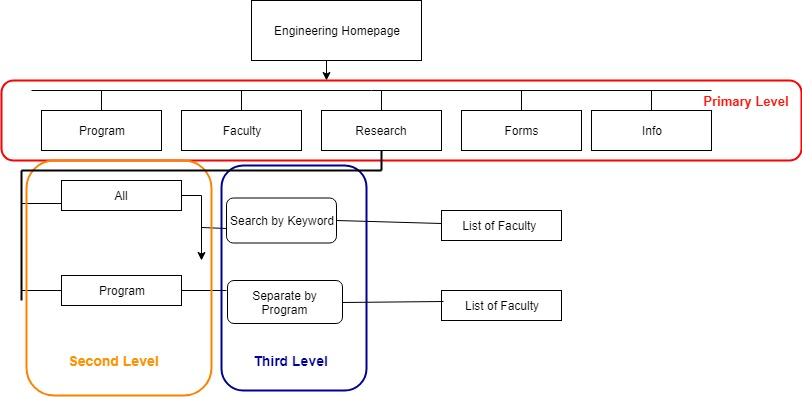 Engineering Homepage
Primary Level
Program
Faculty
Research
Forms
Info
All
Search by Keyword
List of Faculty
Program
Separate by
Program
List of Faculty
Second Level
Third Level